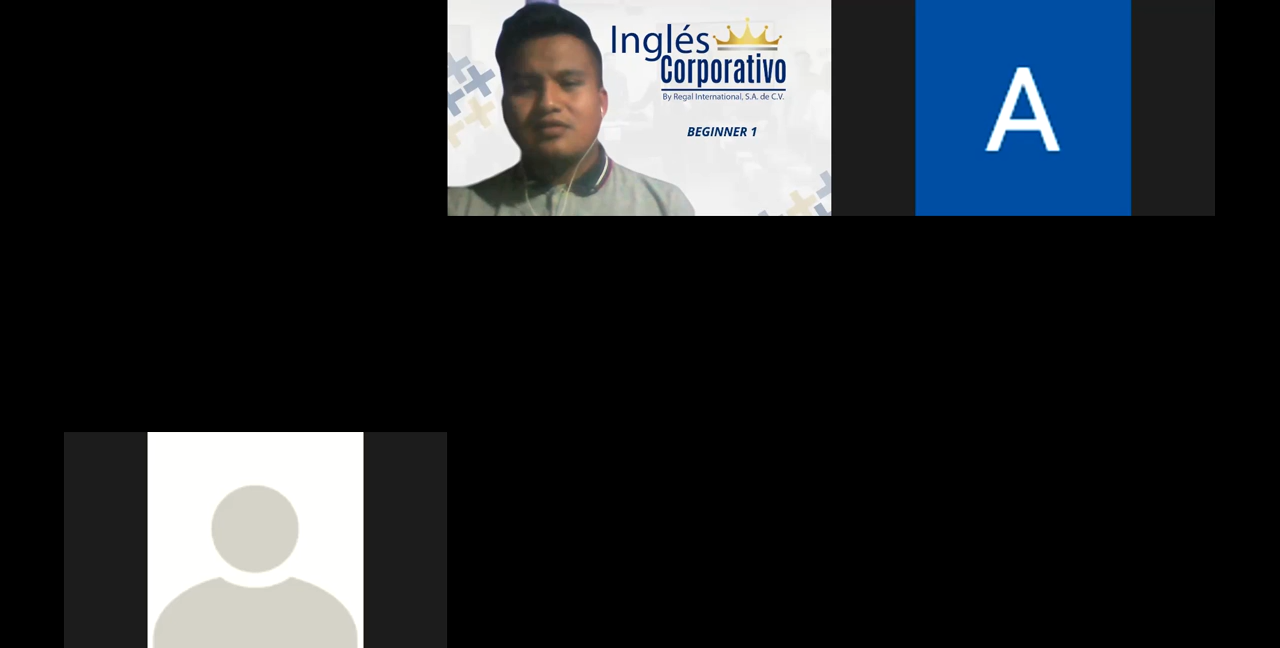 Inglés
Corporativo
By Regal International, S.A. de C.V.
BEGINNER 1
A